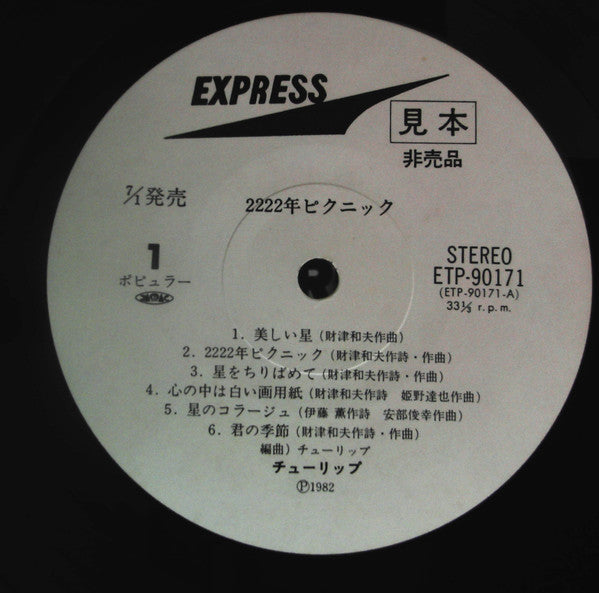 EXPRESS
見本
非売品
7/1発売
2222年ピクニック
1
ポピュラー
STEREO
ETP-90171
(ETP-90171-A)
33⅓ r.p.m.
1. 美しい星(財津和夫作曲)
2. 2222年ピクニック(財津和夫作詩・作曲)
3. 星をちりばめて(財津和夫作詩・作曲)
4. 心の中は白い画用紙(財津和夫作詩 姫野達也作曲)
5. 星のコラージュ(伊藤 薫作詩 安部俊幸作曲)
6. 君の季節(財津和夫作詩・作曲)
編曲)チューリップ
チューリップ
Ⓟ1982